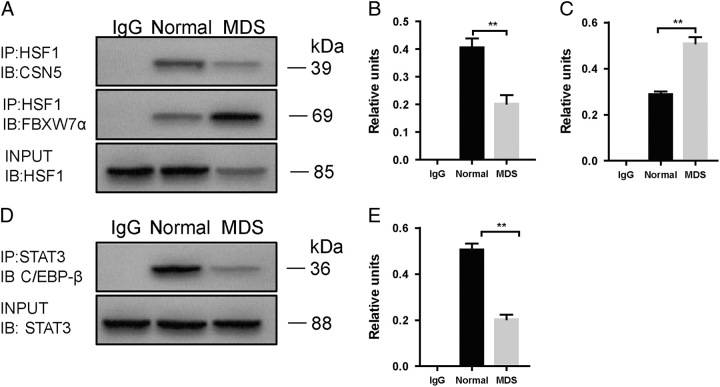 A
IgG Normal MDS
kDa
IP:HSF1
IB:CSN5
39
IP:HSF1
IB:FBXW7α
69
INPUT
IB:HSF1
85
B
Relative units
0.5
0.4
0.3
0.2
0.1
0.0
**
IgG Normal MDS
C
Relative units
0.6
0.4
0.2
0.0
**
IgG Normal MDS
D
IgG Normal MDS
kDa
IP:STAT3
IB C/EBP-β
36
INPUT
IB: STAT3
88
E
Relative units
0.6
0.4
0.2
0.0
**
IgG Normal MDS